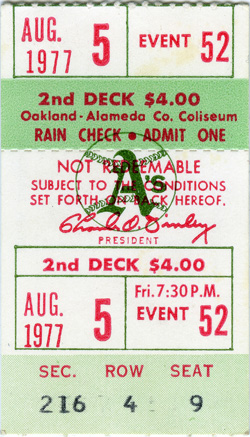 AUG. 1977 5 EVENT 52
2nd DECK $4.00
Oakland-Alameda Co. Coliseum
RAIN CHECK • ADMIT ONE
A's
NOT REDEEMABLE
SUBJECT TO THE CONDITIONS
SET FORTH ON BACK HEREOF.
Charles O. Finley
PRESIDENT
2nd DECK $4.00
AUG. 1977 5 Fri. 7:30 P.M. EVENT 52
SEC. ROW SEAT
216 4 9